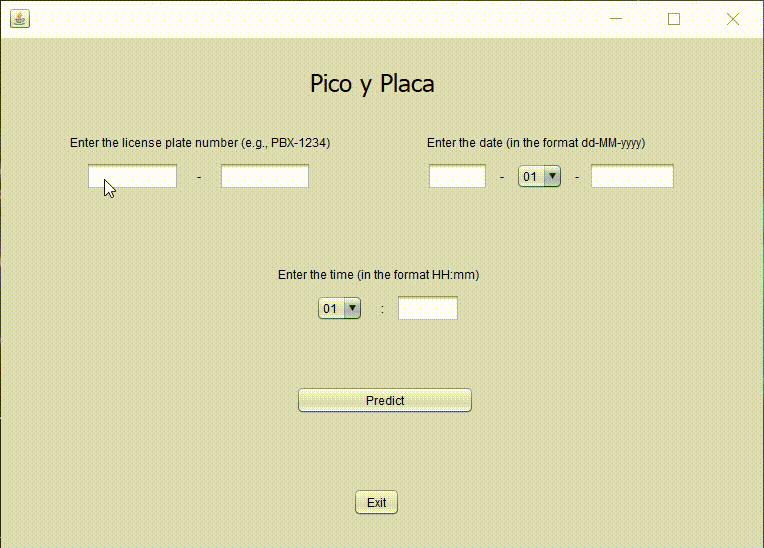 Pico y Placa
Enter the license plate number (e.g., PBX-1234)
Enter the date (in the format dd-MM-yyyy)
-
- 01 -
Enter the time (in the format HH:mm)
01 :
Predict
Exit